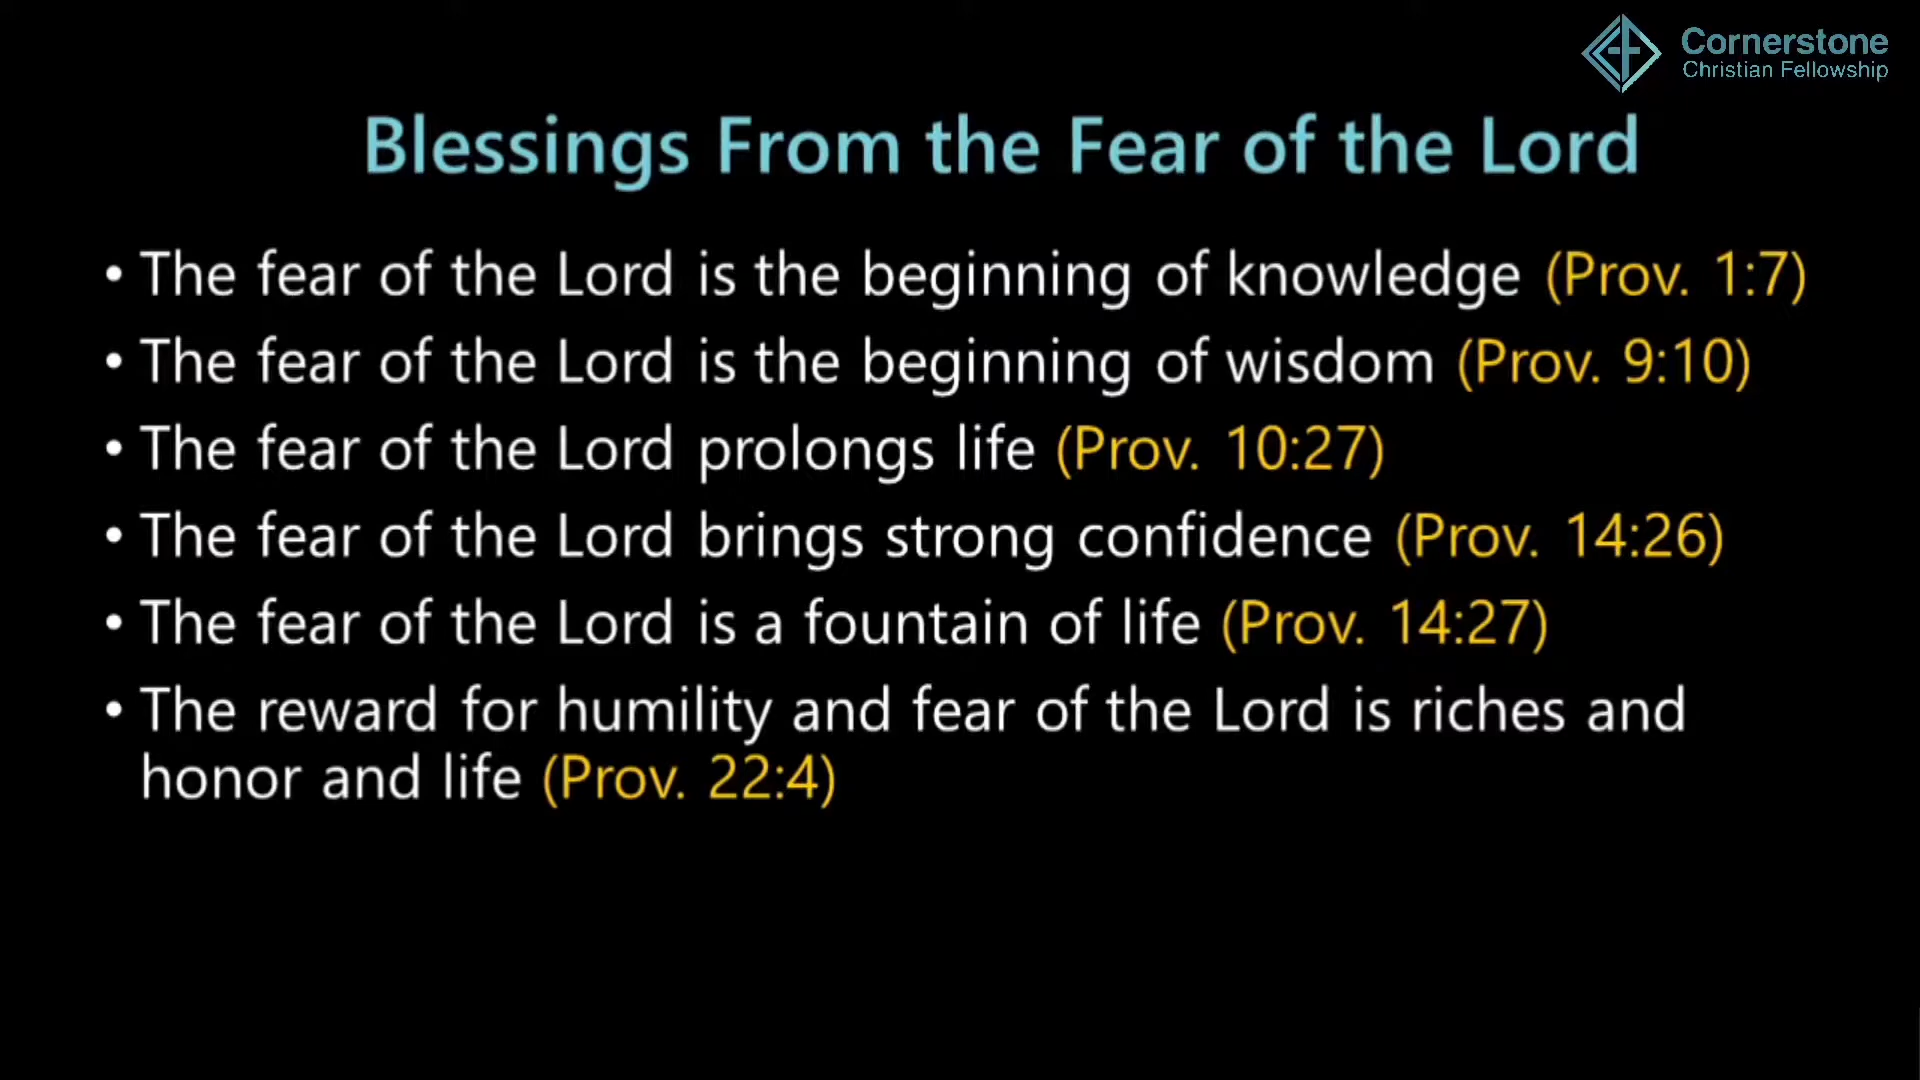 Cornerstone
Christian Fellowship
Blessings From the Fear of the Lord
• The fear of the Lord is the beginning of knowledge (Prov. 1:7)
• The fear of the Lord is the beginning of wisdom (Prov. 9:10)
• The fear of the Lord prolongs life (Prov. 10:27)
• The fear of the Lord brings strong confidence (Prov. 14:26)
• The fear of the Lord is a fountain of life (Prov. 14:27)
• The reward for humility and fear of the Lord is riches and
honor and life (Prov. 22:4)